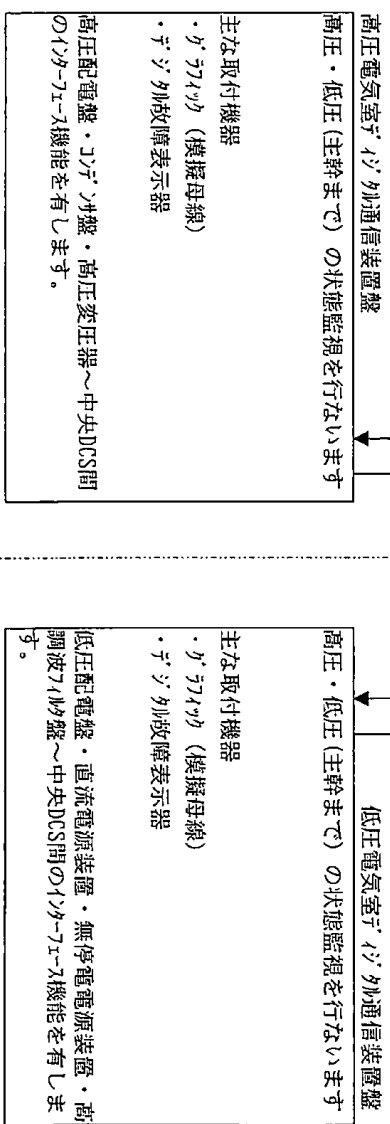 高圧電気室ﾃﾞｨｼﾞﾀﾙ通信装置盤
高圧・低圧(主幹まで)の状態監視を行ないます
主な取付機器
・ｸﾞﾗﾌｨｯｸ(模擬母線)
・ﾃﾞｼﾞﾀﾙ故障表示器
高圧配電盤・ｺﾝﾃﾞﾝｻ盤・高圧変圧器～中央DCS間
のｲﾝﾀｰﾌｪｰｽ機能を有します。
低圧電気室ﾃﾞｨｼﾞﾀﾙ通信装置盤
高圧・低圧(主幹まで)の状態監視を行ないます
主な取付機器
・ｸﾞﾗﾌｨｯｸ(模擬母線)
・ﾃﾞｼﾞﾀﾙ故障表示器
低圧配電盤・直流電源装置・無停電電源装置・高
調波ﾌｨﾙﾀ盤～中央DCS間のｲﾝﾀｰﾌｪｰｽ機能を有しま
す。